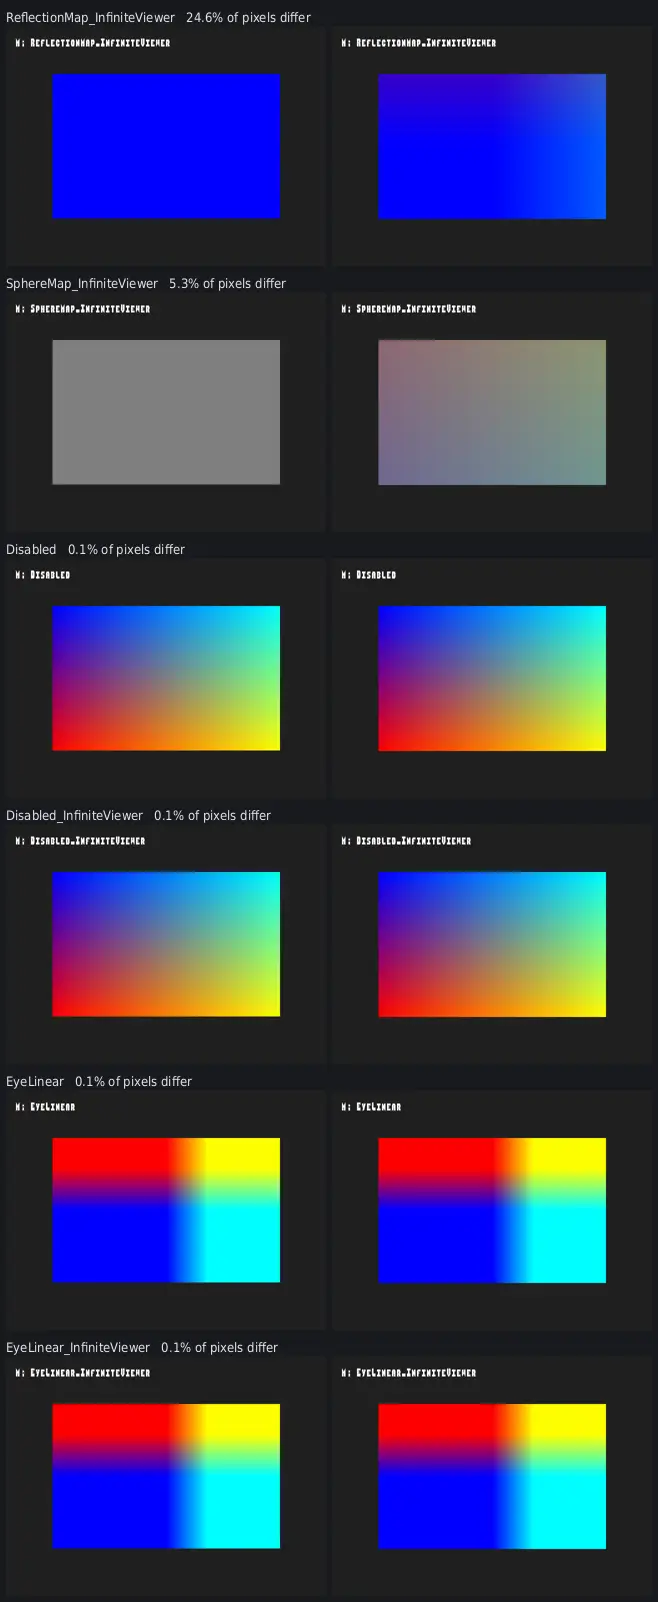 ReflectionMap_InfiniteViewer 24.6% of pixels differ
N: ReflectionMap_InfiniteViewer N: ReflectionMap_InfiniteViewer
SphereMap_InfiniteViewer 5.3% of pixels differ
N: SphereMap_InfiniteViewer N: SphereMap_InfiniteViewer
Disabled 0.1% of pixels differ
N: Disabled N: Disabled
Disabled_InfiniteViewer 0.1% of pixels differ
N: Disabled_InfiniteViewer N: Disabled_InfiniteViewer
EyeLinear 0.1% of pixels differ
N: EyeLinear N: EyeLinear
EyeLinear_InfiniteViewer 0.1% of pixels differ
N: EyeLinear_InfiniteViewer N: EyeLinear_InfiniteViewer